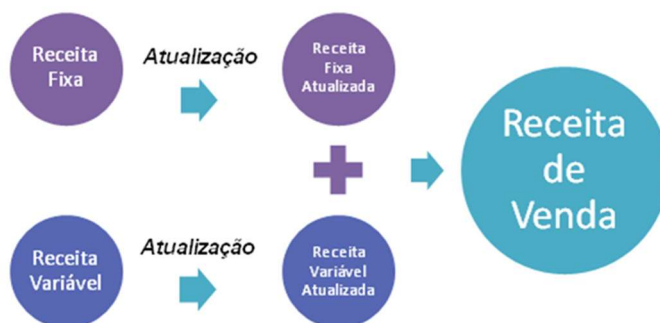 Receita
Fixa
Atualização
Receita
Fixa
Atualizada
Receita
de
Venda
Receita
Variável
Atualização
Receita
Variável
Atualizada